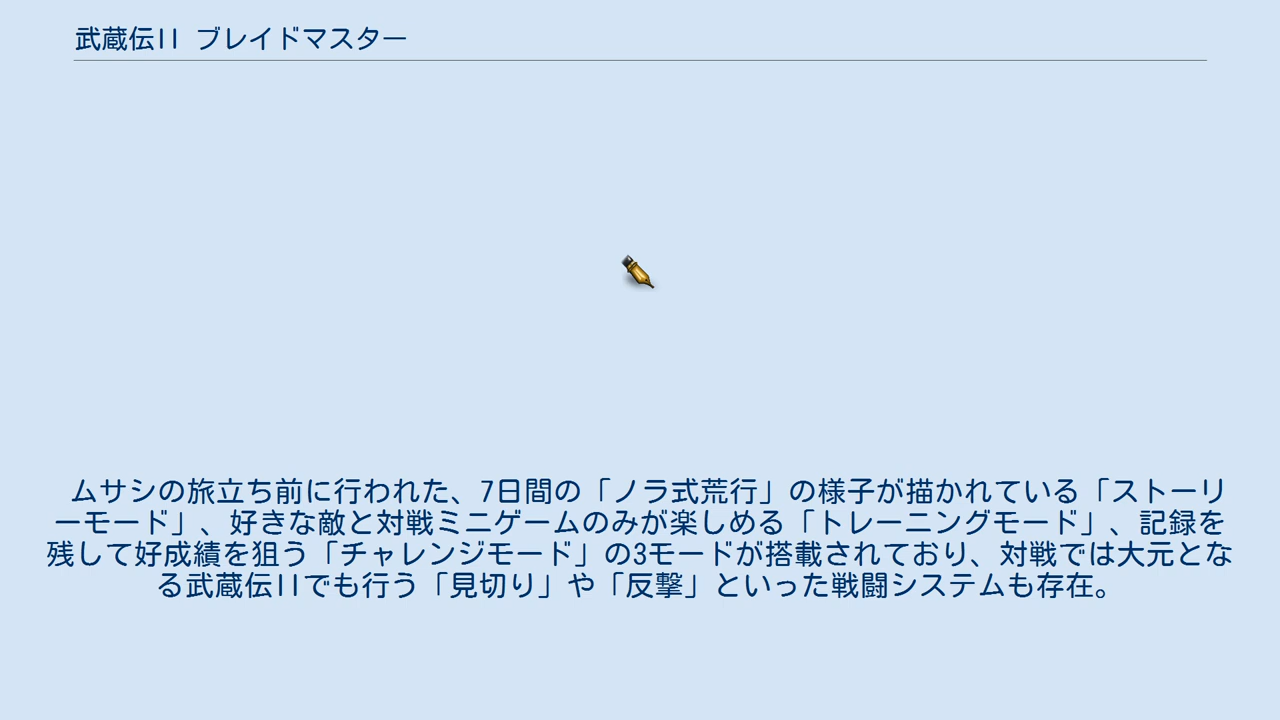 武蔵伝II ブレイドマスター
ムサシの旅立ち前に行われた、7日間の「ノラ式荒行」の様子が描かれている「ストーリ
ーモード」、好きな敵と対戦ミニゲームのみが楽しめる「トレーニングモード」、記録を
残して好成績を狙う「チャレンジモード」の3モードが搭載されており、対戦では大元とな
る武蔵伝IIでも行う「見切り」や「反撃」といった戦闘システムも存在。